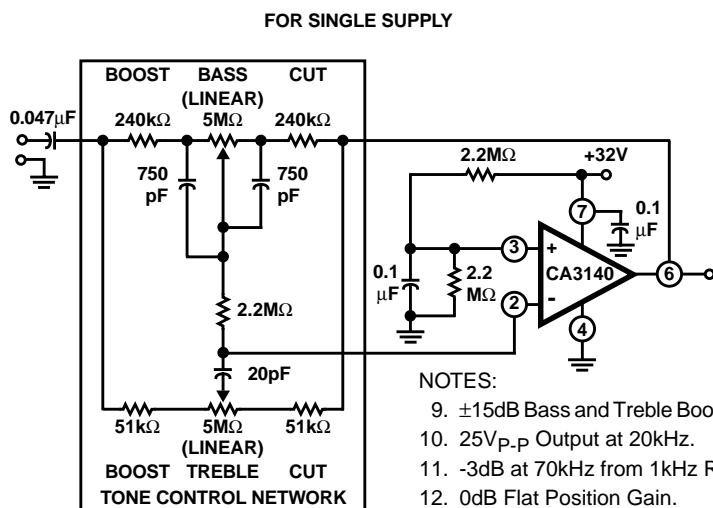 FOR SINGLE SUPPLY
BOOST BASS CUT
(LINEAR)
0.047μF
240kΩ 5MΩ 240kΩ
750 pF
750 pF
2.2MΩ
+32V
7
0.1 μF
3
+
CA3140
6
0.1 μF
2.2 MΩ
2
-
4
2.2MΩ
20pF
51kΩ 5MΩ 51kΩ
(LINEAR)
BOOST TREBLE CUT
TONE CONTROL NETWORK
NOTES:
9. ±15dB Bass and Treble Boo
10. 25VP-P Output at 20kHz.
11. -3dB at 70kHz from 1kHz R
12. 0dB Flat Position Gain.